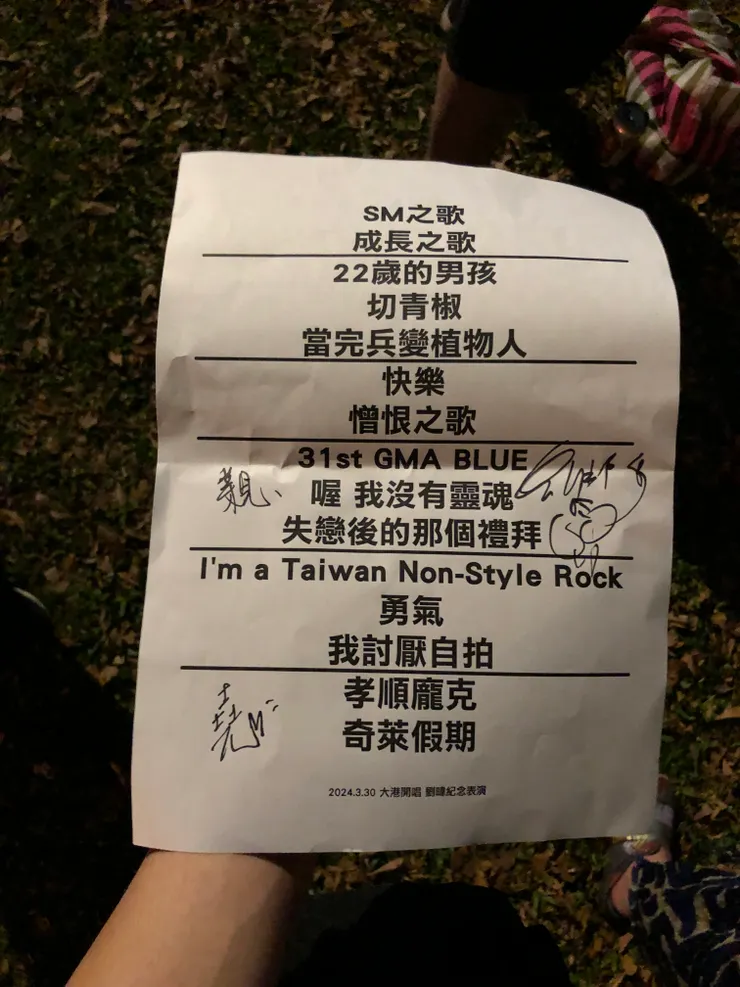 SM之歌
成長之歌
22歲的男孩
切青椒
當完兵變植物人
快樂
憎恨之歌
31st GMA BLUE
喔 我沒有靈魂
失戀後的那個禮拜
I'm a Taiwan Non-Style Rock
勇氣
我討厭自拍
孝順龐克
奇萊假期
2024.3.30 大港開唱 劉暐紀念表演